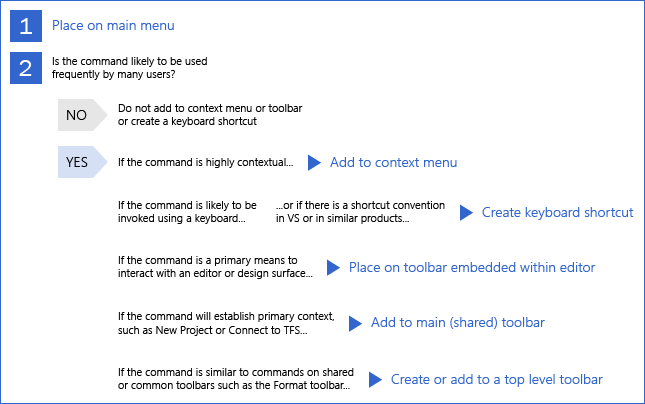 1 Place on main menu
2 Is the command likely to be used
frequently by many users?
NO Do not add to context menu or toolbar
or create a keyboard shortcut
YES If the command is highly contextual... Add to context menu
If the command is likely to be
invoked using a keyboard...
...or if there is a shortcut convention
in VS or in similar products...
Create keyboard shortcut
If the command is a primary means to
interact with an editor or design surface...
Place on toolbar embedded within editor
If the command will establish primary context,
such as New Project or Connect to TFS...
Add to main (shared) toolbar
If the command is similar to commands on shared
or common toolbars such as the Format toolbar...
Create or add to a top level toolbar